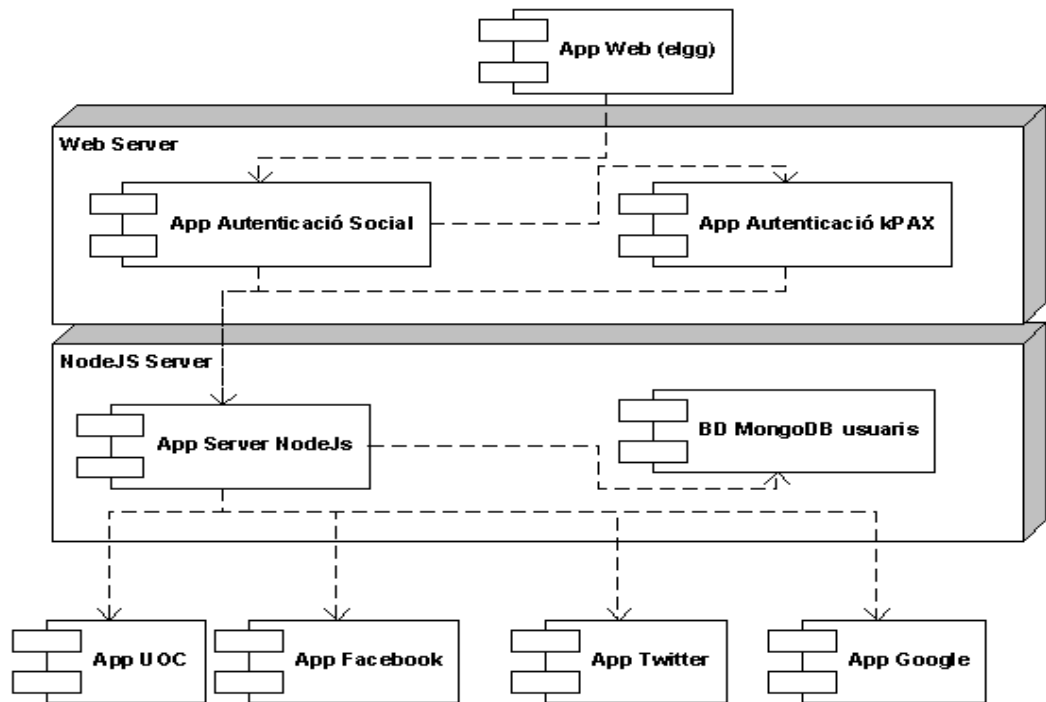 App Web (elgg)
Web Server
App Autenticació Social
App Autenticació kPAX
NodeJS Server
App Server NodeJs
BD MongoDB usuaris
App UOC
App Facebook
App Twitter
App Google